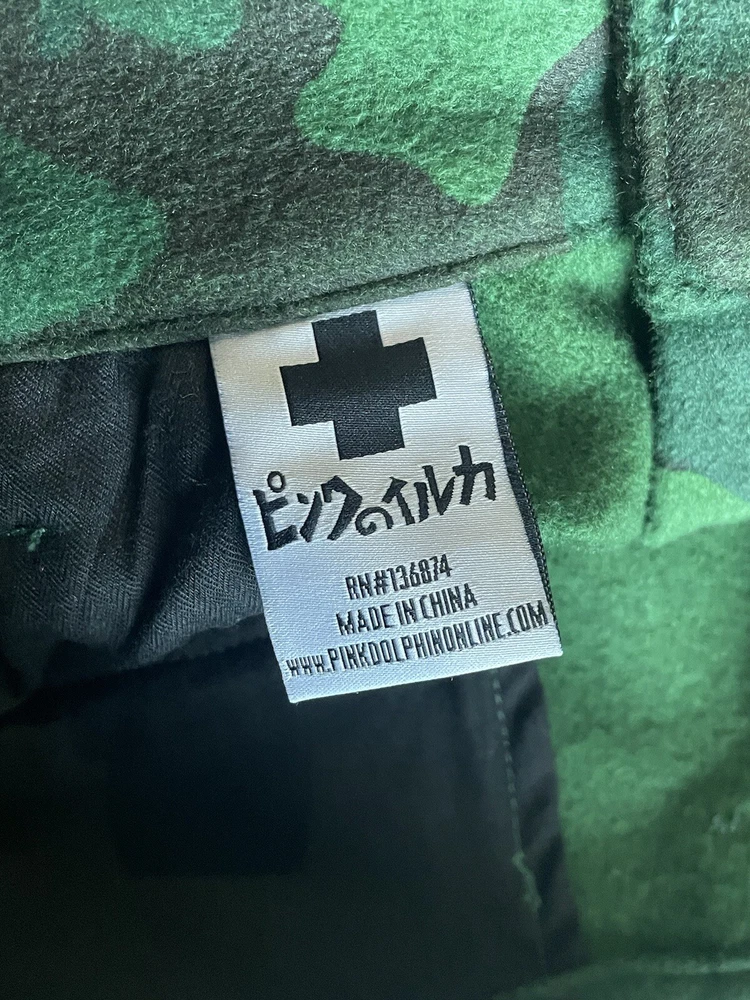 ピンクのイルカ
RN#136874
MADE IN CHINA
WWW.PINKDOLPHINONLINE.COM